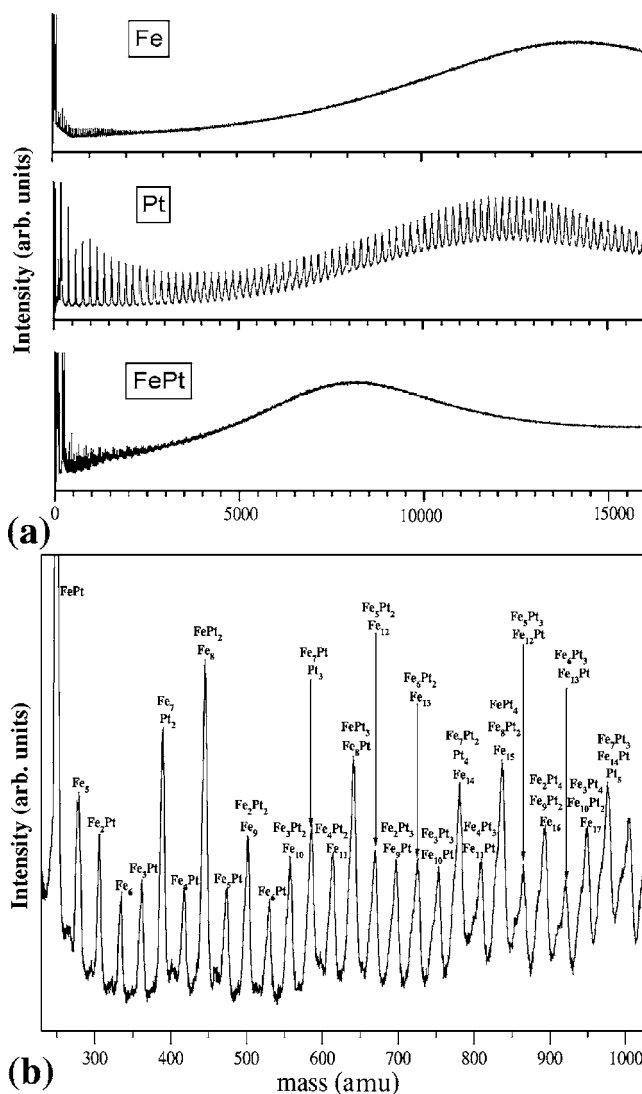 Fe
Pt
FePt
Intensity (arb. units)
0 5000 10000 15000
(a)
FePt
Fe₅
Fe₂Pt
Fe₆
Fe₃Pt
Fe₇
Pt₂
Fe₄Pt
FePt₂
Fe₈
Fe₅Pt
Fe₂Pt₂
Fe₉
Fe₆Pt
Fe₃Pt₂
Fe₁₀
Fe₇Pt
Pt₃
Fe₄Pt₂
Fe₁₁
FePt₃
Fe₈Pt
Fe₅Pt₂
Fe₁₂
Fe₂Pt₃
Fe₉Pt
Fe₆Pt₂
Fe₁₃
Fe₃Pt₃
Fe₁₀Pt
Fe₇Pt₂
Pt₄
Fe₁₄
Fe₄Pt₃
Fe₁₁Pt
FePt₄
Fe₈Pt₂
Fe₁₅
Fe₅Pt₃
Fe₁₂Pt
Fe₂Pt₄
Fe₉Pt₂
Fe₁₆
Fe₆Pt₃
Fe₁₃Pt
Fe₃Pt₄
Fe₁₀Pt₂
Fe₁₇
Fe₇Pt₃
Fe₁₄Pt
Pt₅
Intensity (arb. units)
300 400 500 600 700 800 900 1000
(b)
mass (amu)